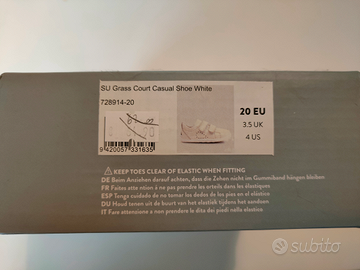 SU Grass Court Casual Shoe White
728914-20
20 EU
3.5 UK
4 US
9420057331635
KEEP TOES CLEAR OF ELASTIC WHEN FITTING
DE Beim Anziehen darauf achten, dass die Zehen nicht im Gummiband hängen bleiben
FR Faites attention à ne pas prendre les orteils dans les élastiques
ESP Tenga cuidado de no tomar los dedos de los pies en el elástico
DU Houd tenen uit de buurt van het elastiek tijdens het aantrekken
IT Fare attenzione a non prendere le dita dei piedi nella elastico
subito